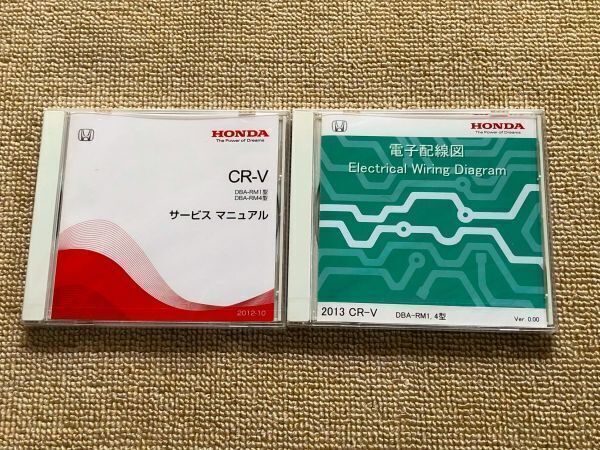 HONDA
The Power of Dreams
CR-V
DBA-RM1型
DBA-RM4型
サービス マニュアル
2012-10
HONDA
The Power of Dreams
電子配線図
Electrical Wiring Diagram
2013 CR-V DBA-RM1, 4型 Ver. 0.00